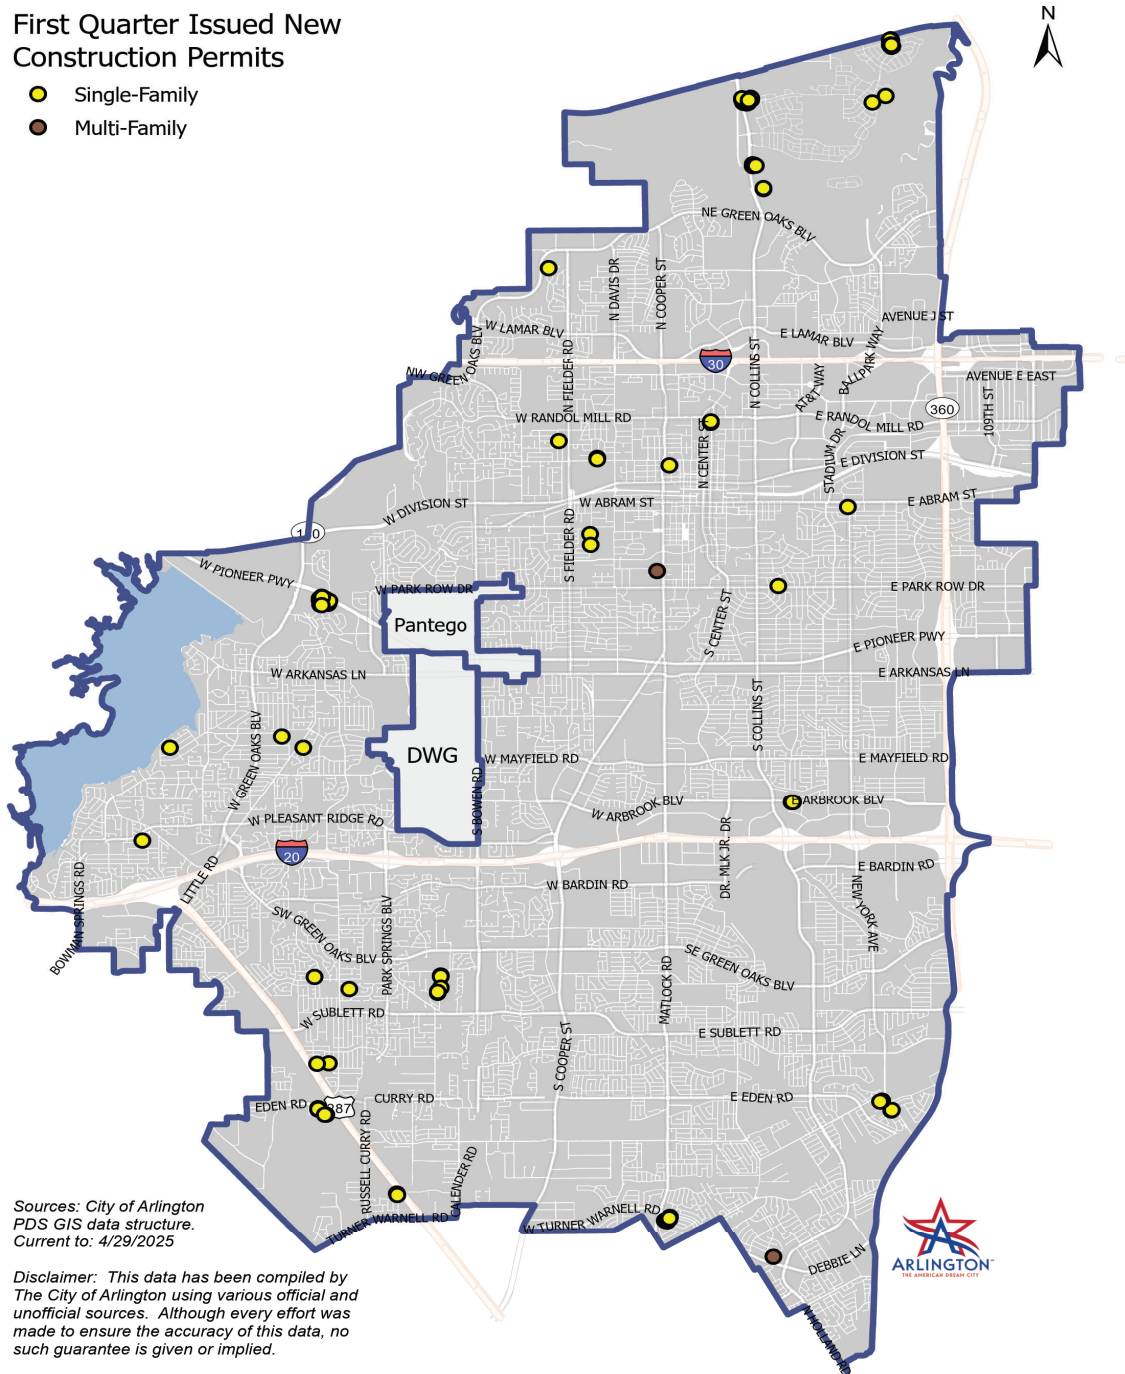 First Quarter Issued New
Construction Permits
Single-Family
Multi-Family
N
NE GREEN OAKS BLV
N DAVIS DR
N COOPER ST
AVENUE J ST
W LAMAR BLV
E LAMAR BLV
NW GREEN OAKS BLV
N FIELDER RD
30
N COLLINS ST
AT&T WAY
BALLPARK WAY
AVENUE E EAST
360
109TH ST
W RANDOL MILL RD
E RANDOL MILL RD
N CENTER ST
STADIUM DR
E DIVISION ST
W DIVISION ST
W ABRAM ST
E ABRAM ST
S FIELDER RD
W PIONEER PWY
W PARK ROW DR
E PARK ROW DR
Pantego
S CENTER ST
E PIONEER PWY
W ARKANSAS LN
E ARKANSAS LN
W GREEN OAKS BLV
S COLLINS ST
DWG
W MAYFIELD RD
E MAYFIELD RD
S BOWEN RD
W ARBROOK BLV
E ARBROOK BLV
W PLEASANT RIDGE RD
DR. MLK JR. DR
20
LITTLE RD
BOWMAN SPRINGS RD
W BARDIN RD
E BARDIN RD
NEW YORK AVE
SW GREEN OAKS BLV
PARK SPRINGS BLV
SE GREEN OAKS BLV
MATLOCK RD
W SUBLETT RD
E SUBLETT RD
S COOPER ST
EDEN RD
287
CURRY RD
E EDEN RD
RUSSELL CURRY RD
CALENDER RD
TURNER WARNELL RD
W TURNER WARNELL RD
DEBBIE LN
N HOLLAND RD
Sources: City of Arlington
PDS GIS data structure.
Current to: 4/29/2025
Disclaimer: This data has been compiled by
The City of Arlington using various official and
unofficial sources. Although every effort was
made to ensure the accuracy of this data, no
such guarantee is given or implied.
ARLINGTON™
THE AMERICAN DREAM CITY